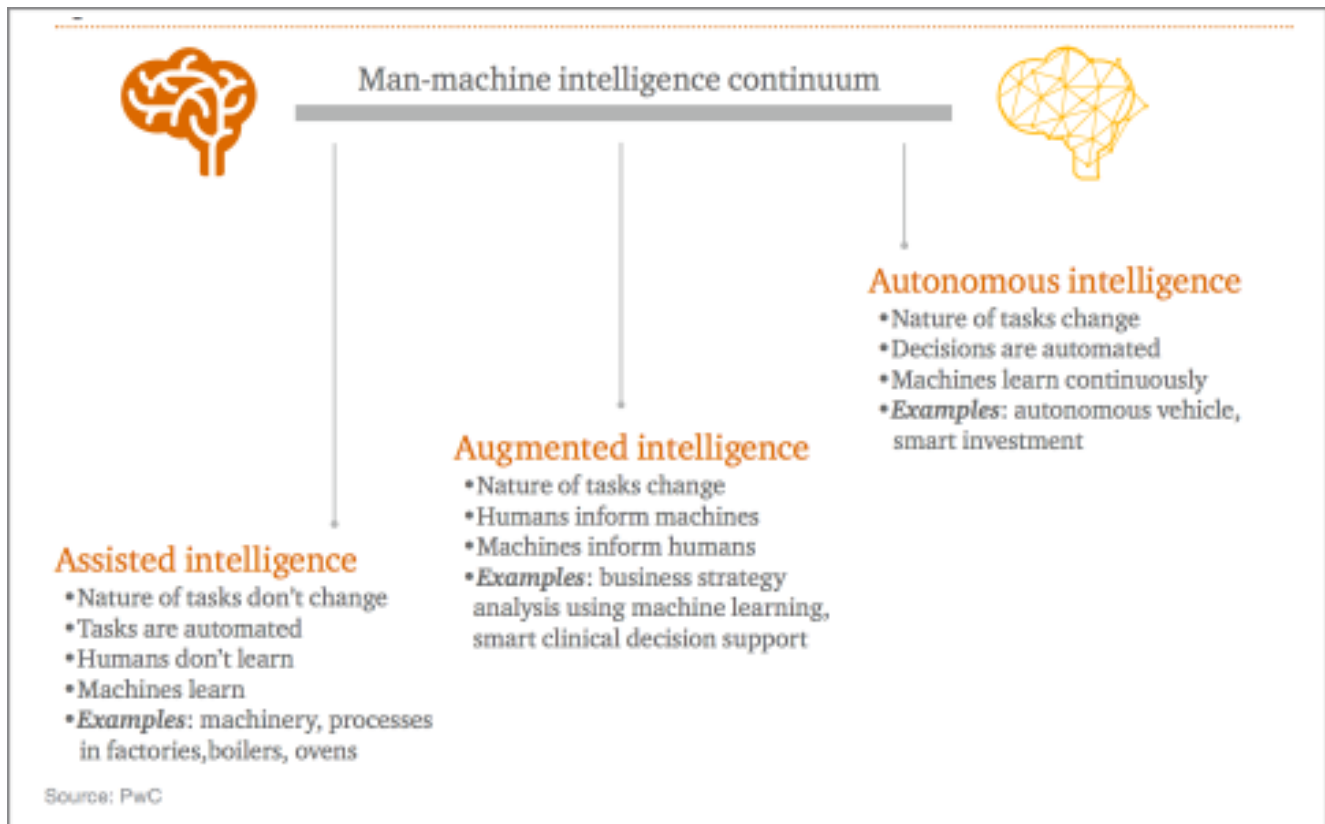 Man-machine intelligence continuum
Autonomous intelligence
•Nature of tasks change
•Decisions are automated
•Machines learn continuously
•Examples: autonomous vehicle,
smart investment
Augmented intelligence
•Nature of tasks change
•Humans inform machines
•Machines inform humans
•Examples: business strategy
analysis using machine learning,
smart clinical decision support
Assisted intelligence
•Nature of tasks don't change
•Tasks are automated
•Humans don't learn
•Machines learn
•Examples: machinery, processes
in factories,boilers, ovens
Source: PwC